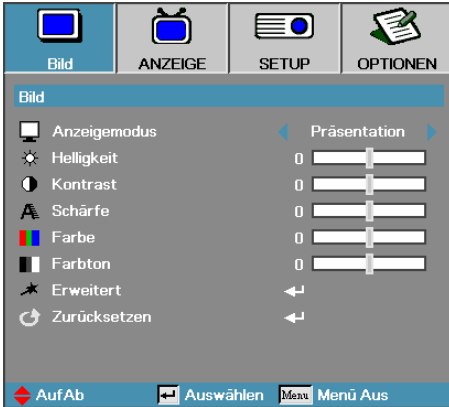 Bild ANZEIGE SETUP OPTIONEN
Bild
Anzeigemodus Präsentation
Helligkeit 0
Kontrast 0
Schärfe 0
Farbe 0
Farbton 0
Erweitert
Zurücksetzen
AufAb Auswählen Menu Menü Aus